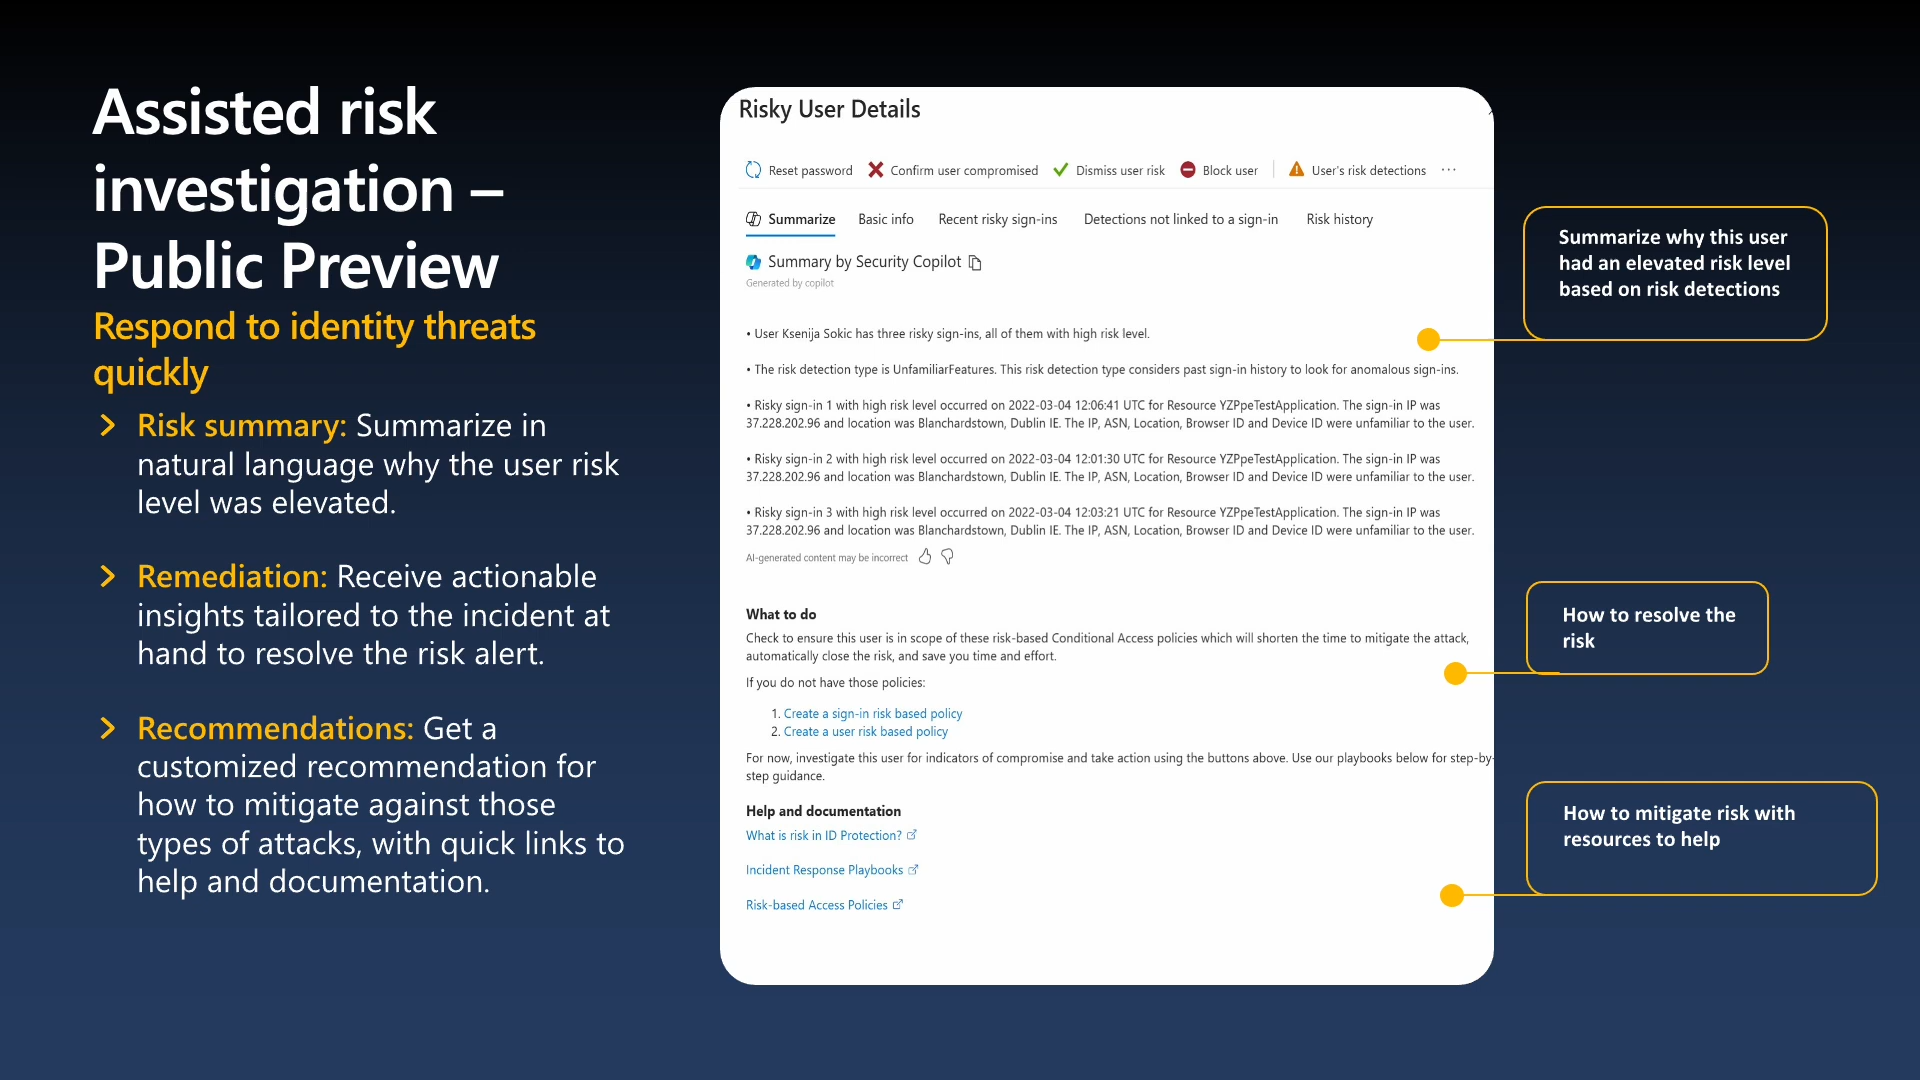 Assisted risk
investigation –
Public Preview
Respond to identity threats
quickly
Risk summary: Summarize in
natural language why the user risk
level was elevated.
Remediation: Receive actionable
insights tailored to the incident at
hand to resolve the risk alert.
Recommendations: Get a
customized recommendation for
how to mitigate against those
types of attacks, with quick links to
help and documentation.
Risky User Details
Reset password Confirm user compromised Dismiss user risk Block user User's risk detections ...
Summarize Basic info Recent risky sign-ins Detections not linked to a sign-in Risk history
Summary by Security Copilot
Generated by copilot
• User Ksenija Sokic has three risky sign-ins, all of them with high risk level.
• The risk detection type is UnfamiliarFeatures. This risk detection type considers past sign-in history to look for anomalous sign-ins.
• Risky sign-in 1 with high risk level occurred on 2022-03-04 12:06:41 UTC for Resource YZPpeTestApplication. The sign-in IP was
37.228.202.96 and location was Blanchardstown, Dublin IE. The IP, ASN, Location, Browser ID and Device ID were unfamiliar to the user.
• Risky sign-in 2 with high risk level occurred on 2022-03-04 12:01:30 UTC for Resource YZPpeTestApplication. The sign-in IP was
37.228.202.96 and location was Blanchardstown, Dublin IE. The IP, ASN, Location, Browser ID and Device ID were unfamiliar to the user.
• Risky sign-in 3 with high risk level occurred on 2022-03-04 12:03:21 UTC for Resource YZPpeTestApplication. The sign-in IP was
37.228.202.96 and location was Blanchardstown, Dublin IE. The IP, ASN, Location, Browser ID and Device ID were unfamiliar to the user.
AI-generated content may be incorrect
What to do
Check to ensure this user is in scope of these risk-based Conditional Access policies which will shorten the time to mitigate the attack,
automatically close the risk, and save you time and effort.
If you do not have those policies:
1. Create a sign-in risk based policy
2. Create a user risk based policy
For now, investigate this user for indicators of compromise and take action using the buttons above. Use our playbooks below for step-by-
step guidance.
Help and documentation
What is risk in ID Protection?
Incident Response Playbooks
Risk-based Access Policies
Summarize why this user
had an elevated risk level
based on risk detections
How to resolve the
risk
How to mitigate risk with
resources to help